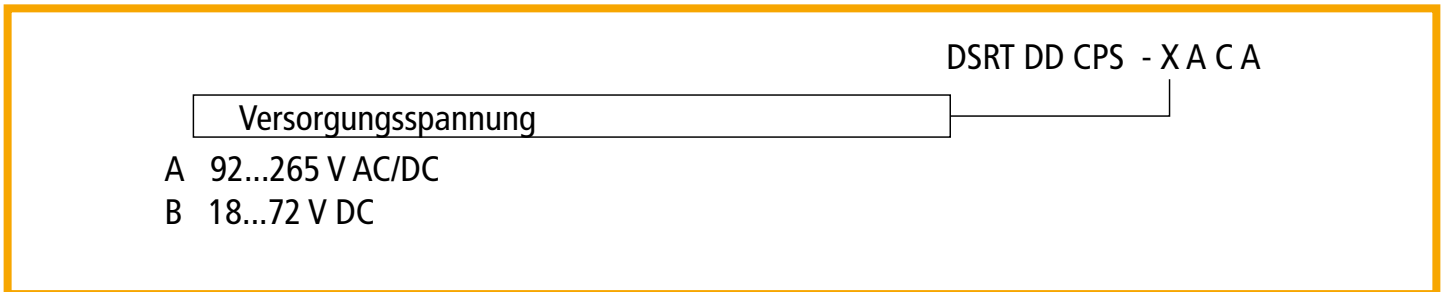 DSRT DD CPS - X A C A
Versorgungsspannung
A 92...265 V AC/DC
B 18...72 V DC